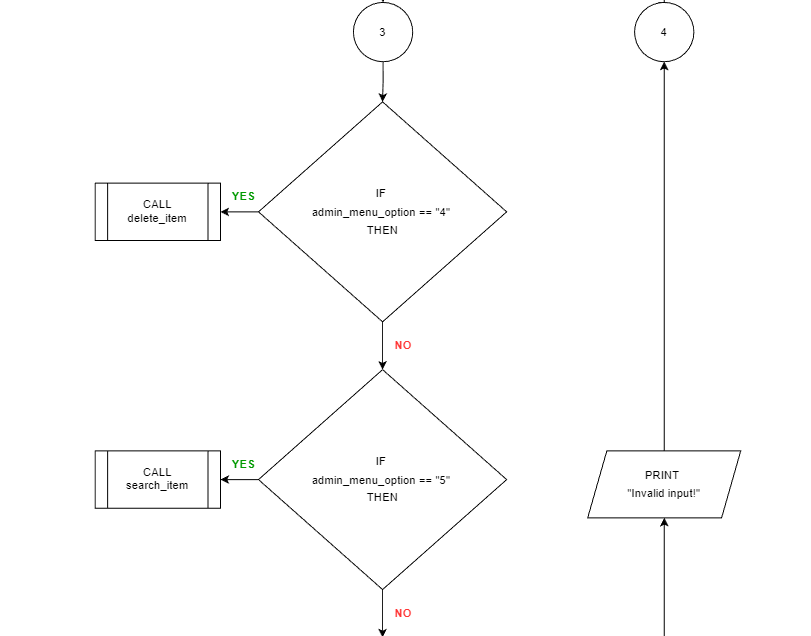 3
4
IF
admin_menu_option == "4"
THEN
YES
CALL
delete_item
NO
IF
admin_menu_option == "5"
THEN
YES
CALL
search_item
PRINT
"Invalid input!"
NO